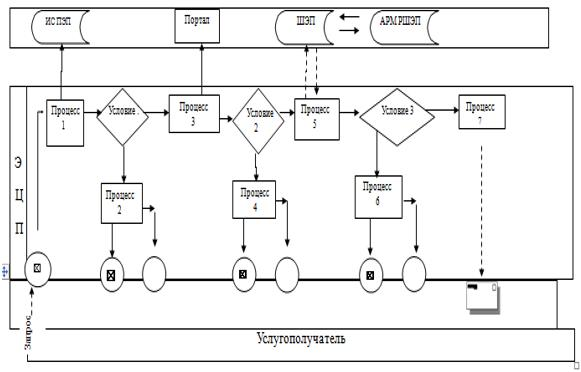 ИС ПЭП
Портал
ШЭП
АРМ РШЭП
Процесс
1
Условие
Процесс
3
Условие
2
Процесс
5
Условие 3
Процесс
7
Процесс
2
Процесс
4
Процесс
6
Э
Ц
П
Запрос
Услугополучатель